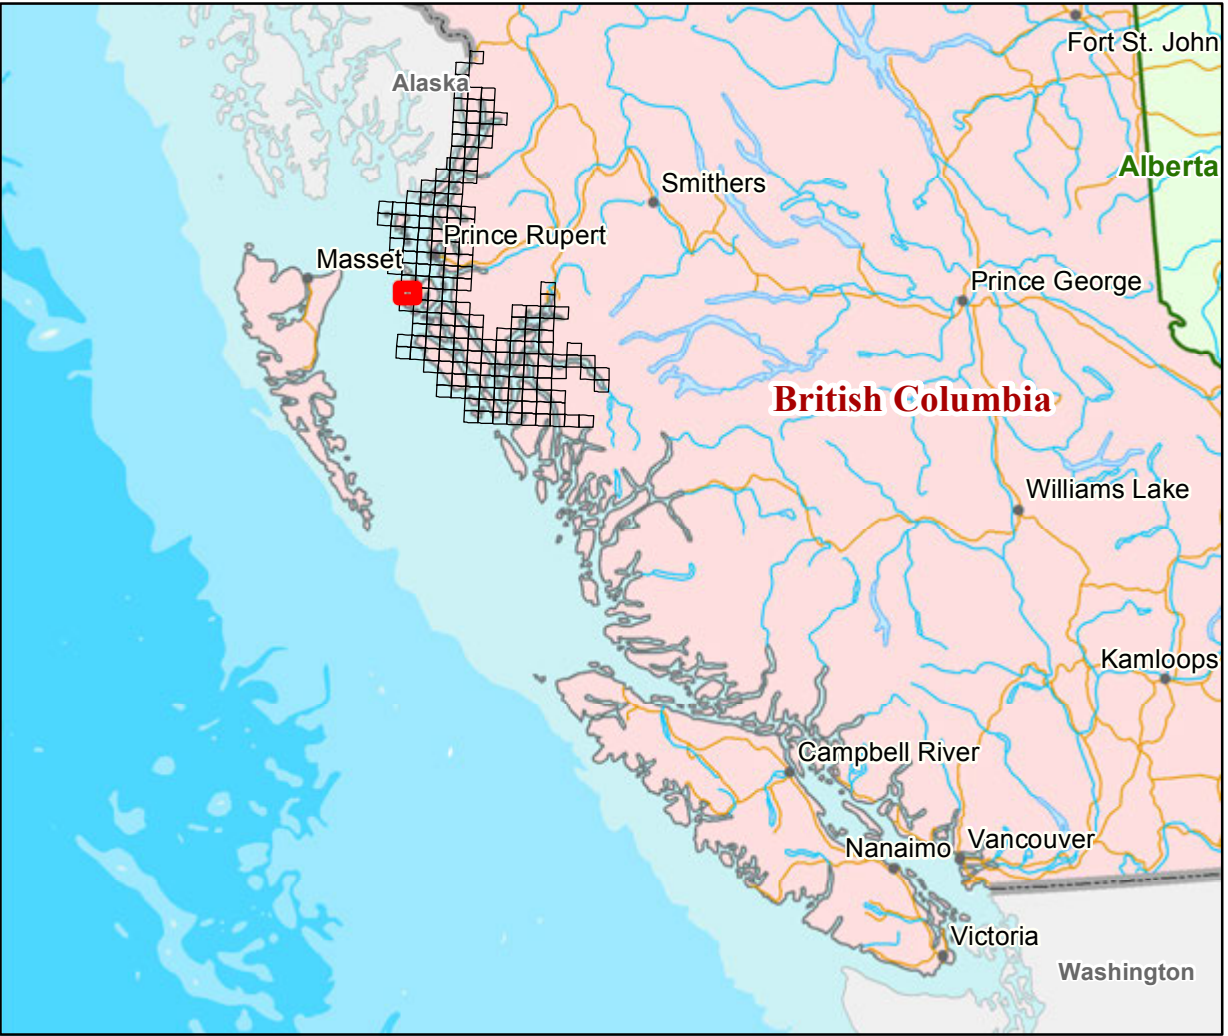 Fort St. John
Alaska
Alberta
Smithers
Prince Rupert
Masset
Prince George
British Columbia
Williams Lake
Kamloops
Campbell River
Vancouver
Nanaimo
Victoria
Washington